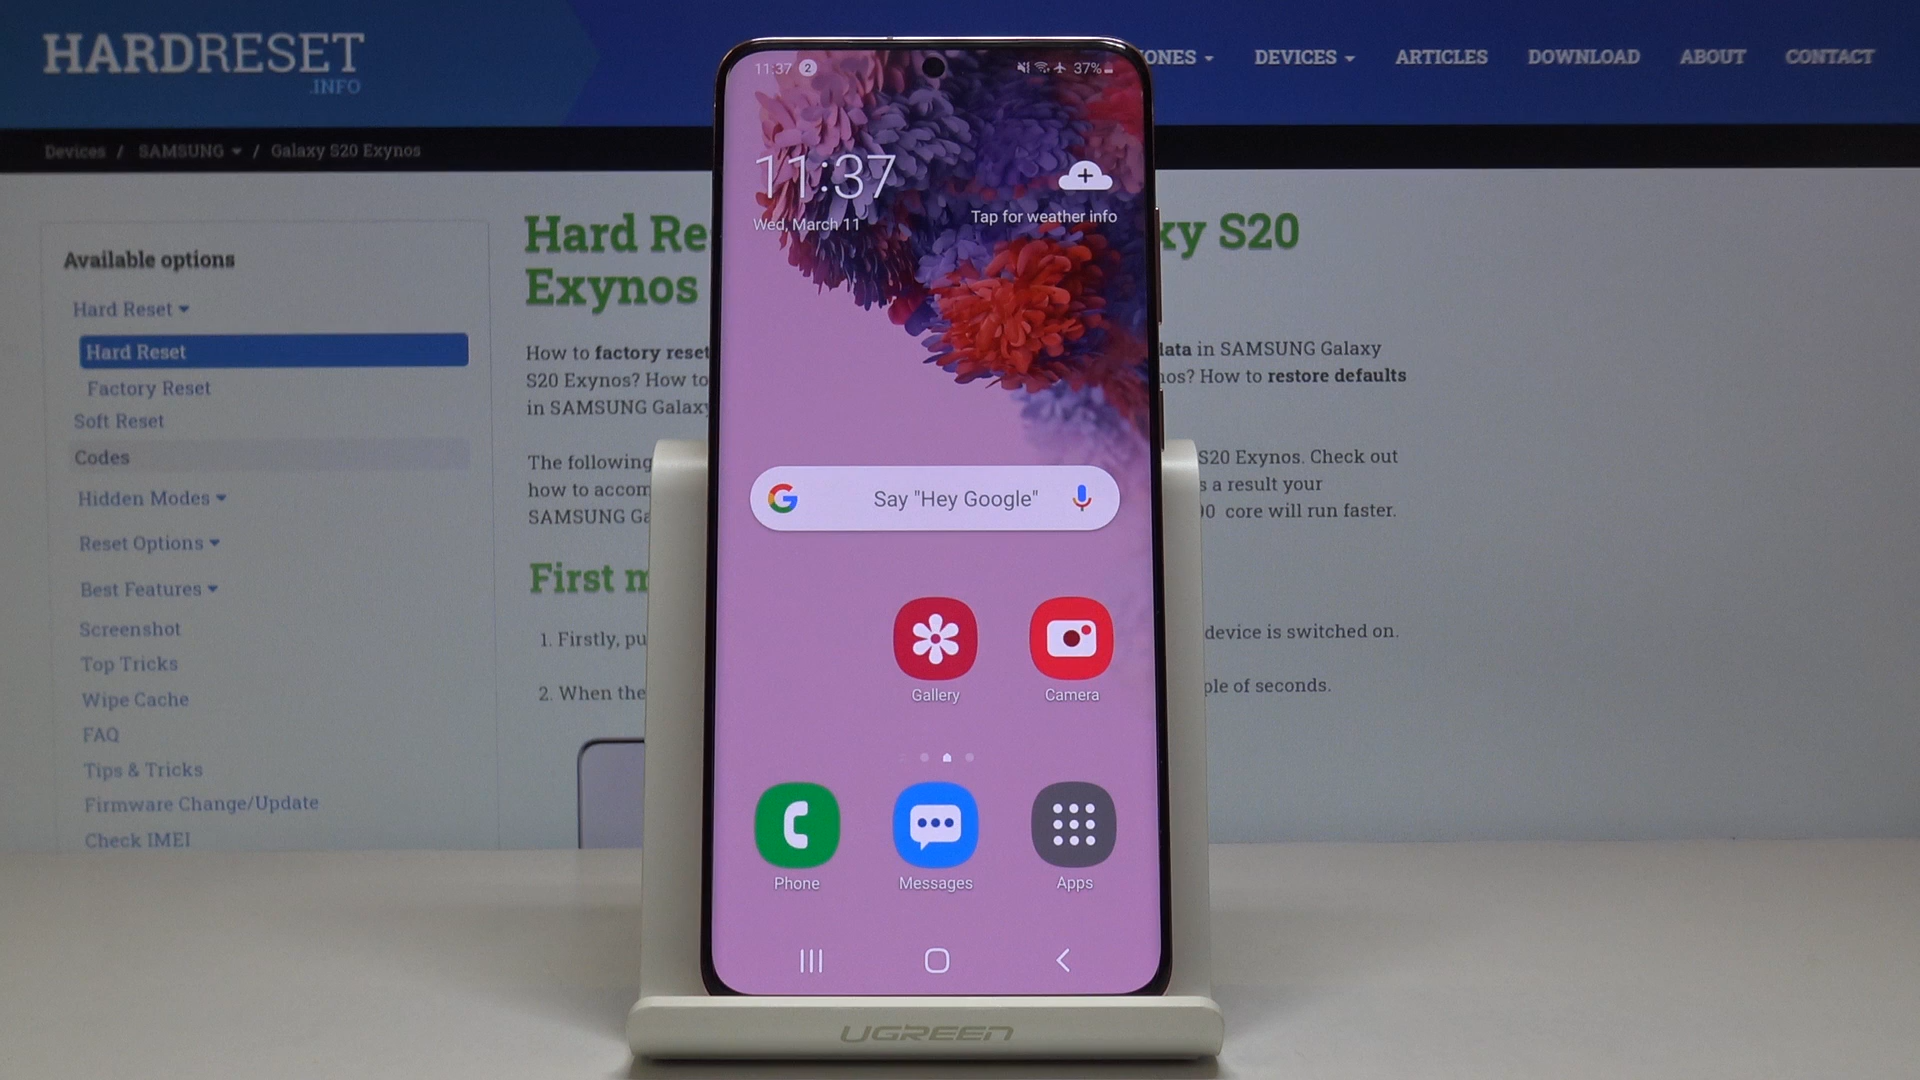 HARDRESET
.INFO
ONES DEVICES ARTICLES DOWNLOAD ABOUT CONTACT
Devices / SAMSUNG / Galaxy S20 Exynos
Available options
Hard Reset
Hard Reset
Factory Reset
Soft Reset
Codes
Hidden Modes
Reset Options
Best Features
Screenshot
Top Tricks
Wipe Cache
FAQ
Tips & Tricks
Firmware Change/Update
Check IMEI
Hard Re xy S20
Exynos
How to factory reset data in SAMSUNG Galaxy
S20 Exynos? How to nos? How to restore defaults
in SAMSUNG Galaxy
The following S20 Exynos. Check out
how to accom s a result your
SAMSUNG Ga 0 core will run faster.
First m
1. Firstly, pu device is switched on.
2. When the ple of seconds.
11:37 2 37%
11:37
Wed, March 11
Tap for weather info
G Say "Hey Google"
Gallery Camera
Phone Messages Apps
UGREEN